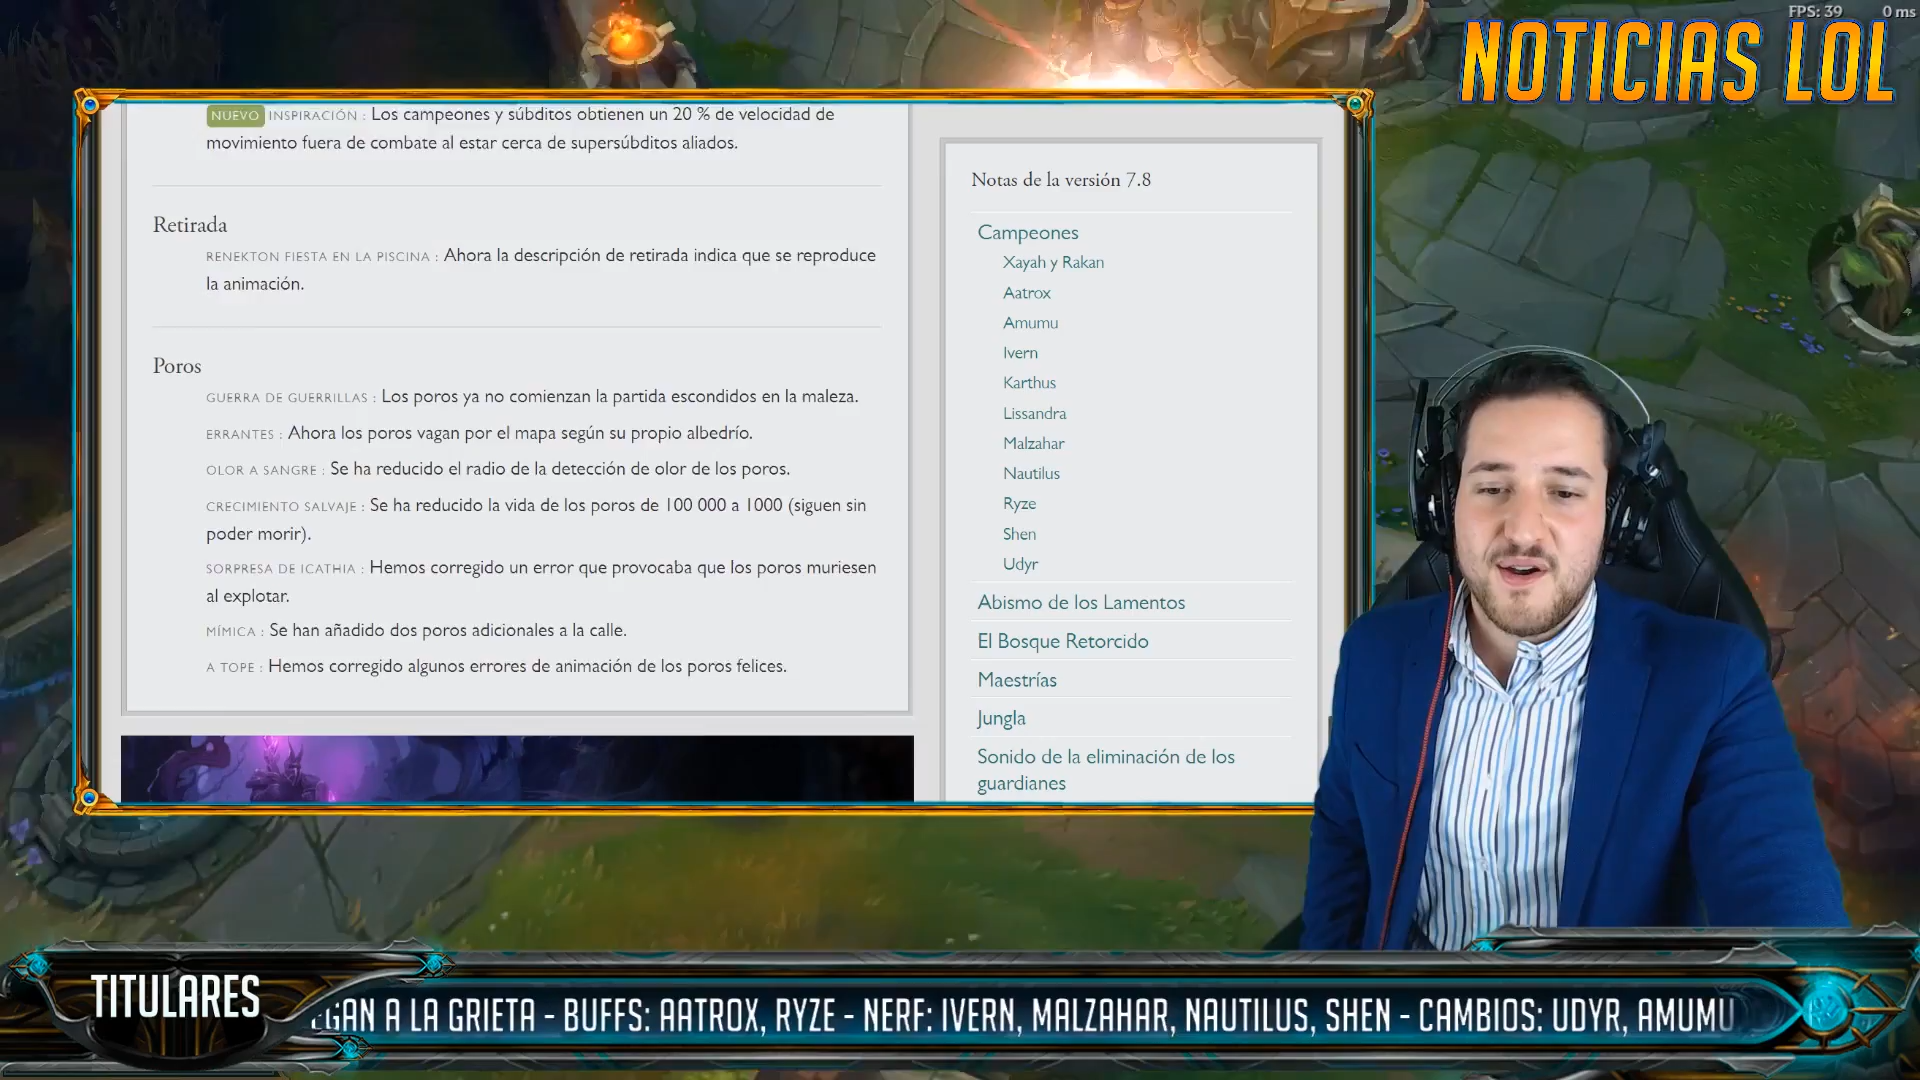 FPS: 39 0 ms
NOTICIAS LOL
NUEVO INSPIRACIÓN : Los campeones y súbditos obtienen un 20 % de velocidad de
movimiento fuera de combate al estar cerca de supersúbditos aliados.
Retirada
RENEKTON FIESTA EN LA PISCINA : Ahora la descripción de retirada indica que se reproduce
la animación.
Poros
GUERRA DE GUERRILLAS : Los poros ya no comienzan la partida escondidos en la maleza.
ERRANTES : Ahora los poros vagan por el mapa según su propio albedrío.
OLOR A SANGRE : Se ha reducido el radio de la detección de olor de los poros.
CRECIMIENTO SALVAJE : Se ha reducido la vida de los poros de 100 000 a 1000 (siguen sin
poder morir).
SORPRESA DE ICATHIA : Hemos corregido un error que provocaba que los poros muriesen
al explotar.
MÍMICA : Se han añadido dos poros adicionales a la calle.
A TOPE : Hemos corregido algunos errores de animación de los poros felices.
Notas de la versión 7.8
Campeones
Xayah y Rakan
Aatrox
Amumu
Ivern
Karthus
Lissandra
Malzahar
Nautilus
Ryze
Shen
Udyr
Abismo de los Lamentos
El Bosque Retorcido
Maestrías
Jungla
Sonido de la eliminación de los
guardianes
TITULARES
EGAN A LA GRIETA - BUFFS: AATROX, RYZE - NERF: IVERN, MALZAHAR, NAUTILUS, SHEN - CAMBIOS: UDYR, AMUMU